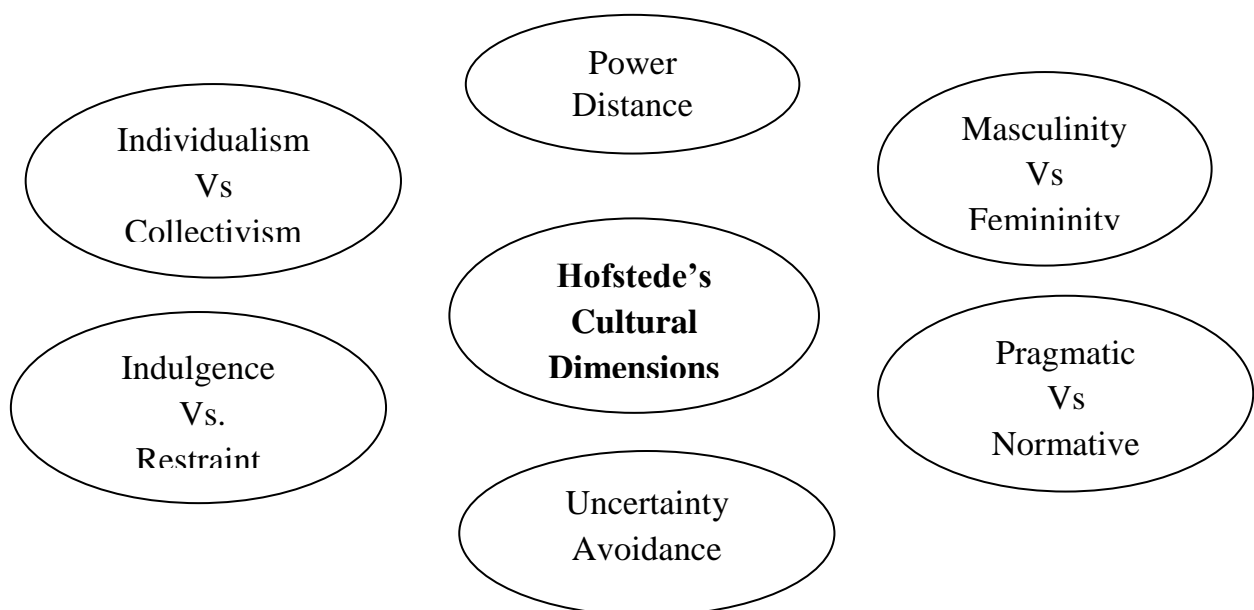 Power
Distance
Individualism
Vs
Collectivism
Masculinity
Vs
Femininity
Hofstede’s
Cultural
Dimensions
Indulgence
Vs.
Restraint
Pragmatic
Vs
Normative
Uncertainty
Avoidance